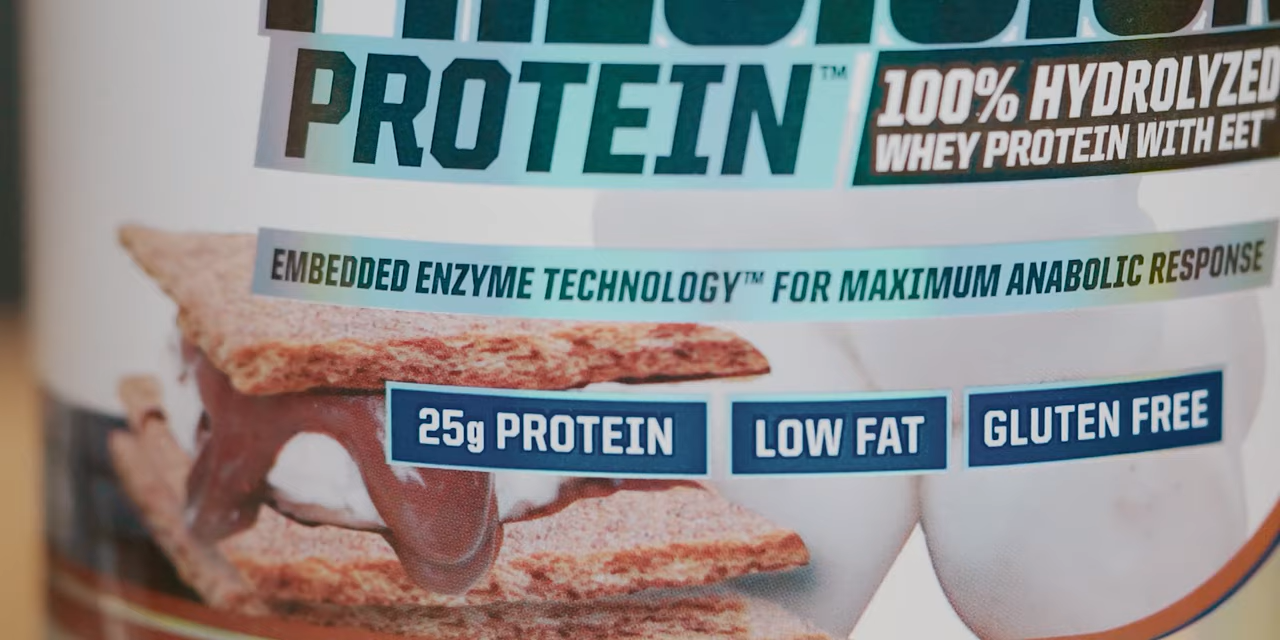 PROTEIN™
100% HYDROLYZED
WHEY PROTEIN WITH EET™
EMBEDDED ENZYME TECHNOLOGY™ FOR MAXIMUM ANABOLIC RESPONSE
25g PROTEIN
LOW FAT
GLUTEN FREE